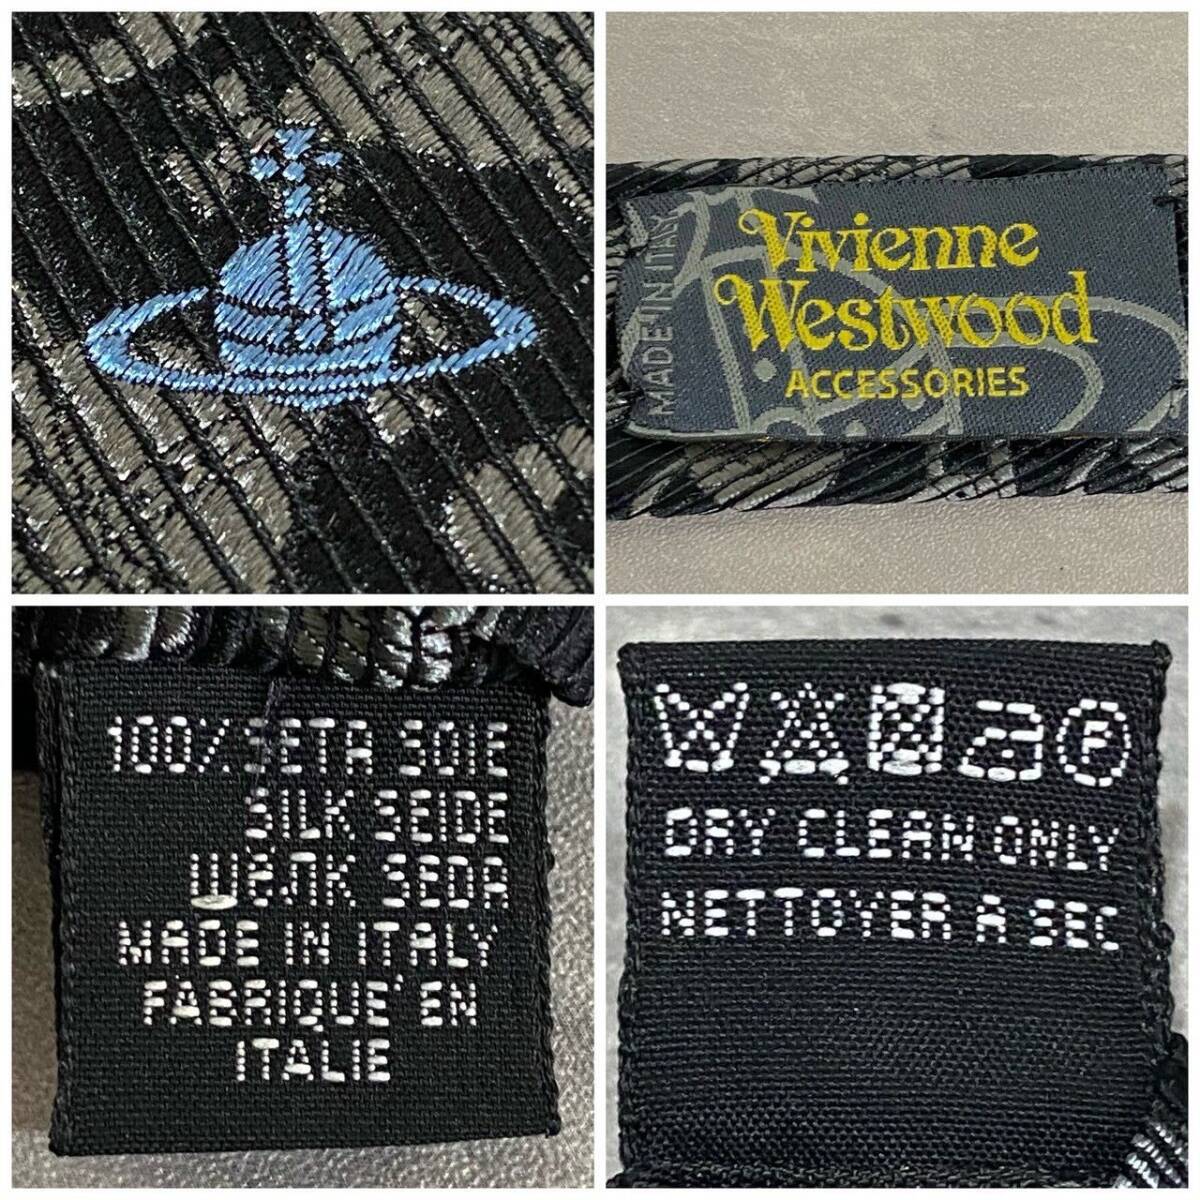 MADE IN ITALY
Vivienne
Westwood
ACCESSORIES
100% SETA SOIE
SILK SEIDE
шёлк SEDA
MADE IN ITALY
FABRIQUE' EN
ITALIE
P
DRY CLEAN ONLY
NETTOYER A SEC